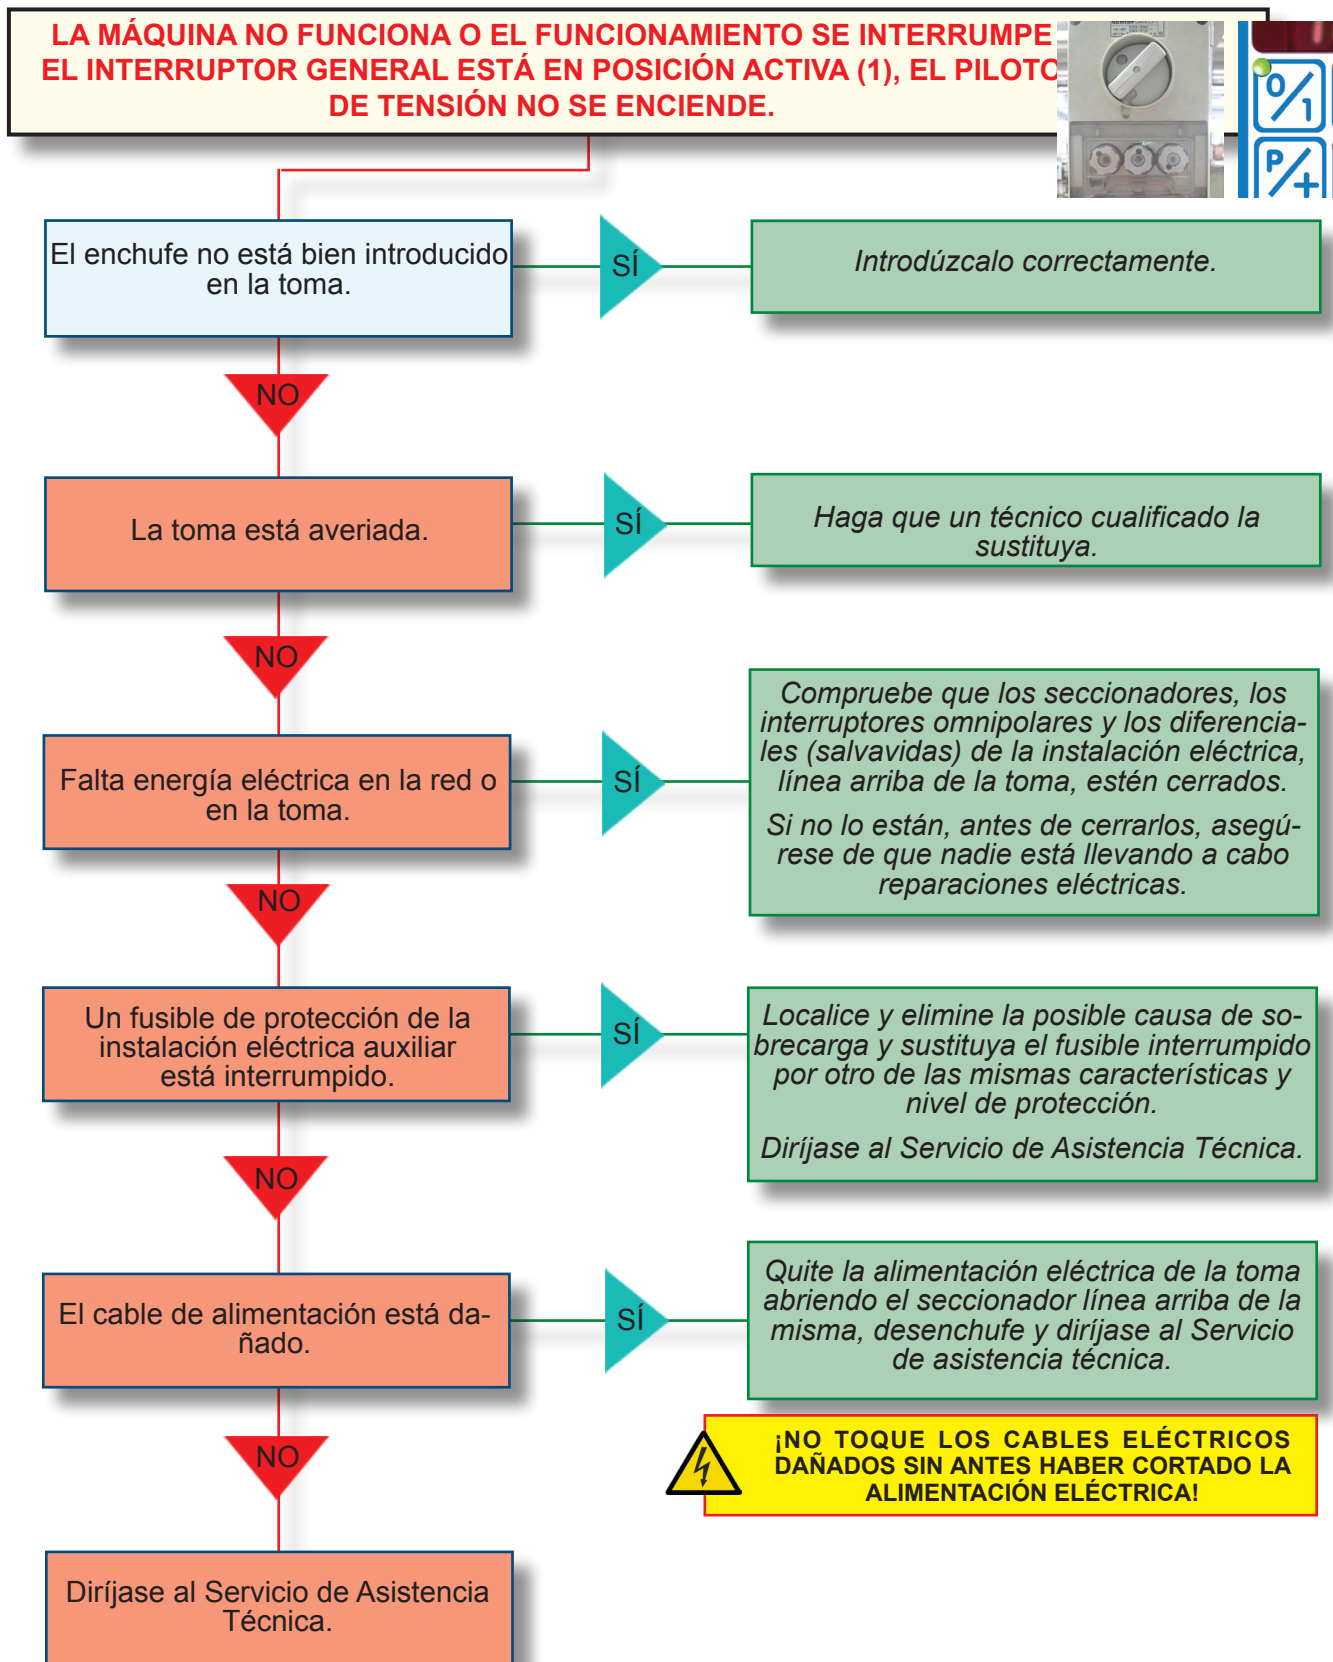 LA MÁQUINA NO FUNCIONA O EL FUNCIONAMIENTO SE INTERRUMPE
EL INTERRUPTOR GENERAL ESTÁ EN POSICIÓN ACTIVA (1), EL PILOTO
DE TENSIÓN NO SE ENCIENDE.
0/1
P/+
El enchufe no está bien introducido
en la toma.
SÍ
Introdúzcalo correctamente.
NO
La toma está averiada.
SÍ
Haga que un técnico cualificado la
sustituya.
NO
Falta energía eléctrica en la red o
en la toma.
SÍ
Compruebe que los seccionadores, los
interruptores omnipolares y los diferencia-
les (salvavidas) de la instalación eléctrica,
línea arriba de la toma, estén cerrados.
Si no lo están, antes de cerrarlos, asegú-
rese de que nadie está llevando a cabo
reparaciones eléctricas.
NO
Un fusible de protección de la
instalación eléctrica auxiliar
está interrumpido.
SÍ
Localice y elimine la posible causa de so-
brecarga y sustituya el fusible interrumpido
por otro de las mismas características y
nivel de protección.
Diríjase al Servicio de Asistencia Técnica.
NO
El cable de alimentación está da-
ñado.
SÍ
Quite la alimentación eléctrica de la toma
abriendo el seccionador línea arriba de la
misma, desenchufe y diríjase al Servicio
de asistencia técnica.
¡NO TOQUE LOS CABLES ELÉCTRICOS
DAÑADOS SIN ANTES HABER CORTADO LA
ALIMENTACIÓN ELÉCTRICA!
NO
Diríjase al Servicio de Asistencia
Técnica.